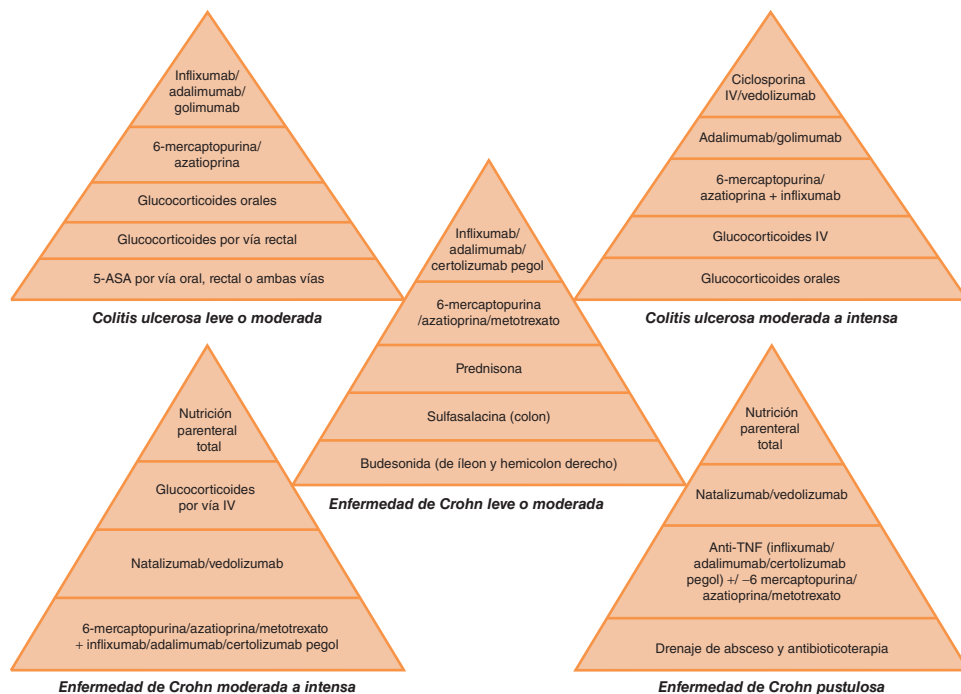 Inflixumab/
adalimumab/
golimumab
6-mercaptopurina/
azatioprina
Glucocorticoides orales
Glucocorticoides por vía rectal
5-ASA por vía oral, rectal o ambas vías
Colitis ulcerosa leve o moderada
Ciclosporina
IV/vedolizumab
Adalimumab/golimumab
6-mercaptopurina/
azatioprina + infliximab
Glucocorticoides IV
Glucocorticoides orales
Colitis ulcerosa moderada a intensa
Inflixumab/
adalimumab/
certolizumab pegol
6-mercaptopurina
/azatioprina/metotrexato
Prednisona
Sulfasalacina (colon)
Budesonida (de íleon y hemicolon derecho)
Enfermedad de Crohn leve o moderada
Nutrición
parenteral
total
Glucocorticoides
por vía IV
Natalizumab/vedolizumab
6-mercaptopurina/azatioprina/metotrexato
+ infliximab/adalimumab/certolizumab pegol
Enfermedad de Crohn moderada a intensa
Nutrición
parenteral
total
Natalizumab/vedolizumab
Anti-TNF (infliximab/
adalimumab/certolizumab
pegol) +/ –6 mercaptopurina/
azatioprina/metotrexato
Drenaje de absceso y antibioticoterapia
Enfermedad de Crohn pustulosa